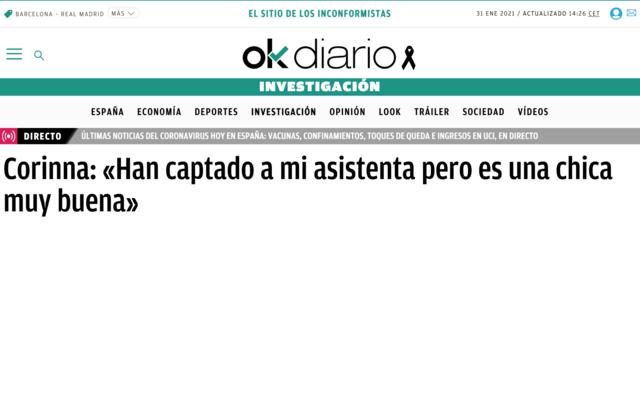 BARCELONA - REAL MADRID MÁS
EL SITIO DE LOS INCONFORMISTAS
31 ENE 2021 / ACTUALIZADO 14:26 CET
okdiario
INVESTIGACIÓN
ESPAÑA ECONOMÍA DEPORTES INVESTIGACIÓN OPINIÓN LOOK TRÁILER SOCIEDAD VÍDEOS
DIRECTO ÚLTIMAS NOTICIAS DEL CORONAVIRUS HOY EN ESPAÑA: VACUNAS, CONFINAMIENTOS, TOQUES DE QUEDA E INGRESOS EN UCI, EN DIRECTO
Corinna: «Han captado a mi asistenta pero es una chica
muy buena»